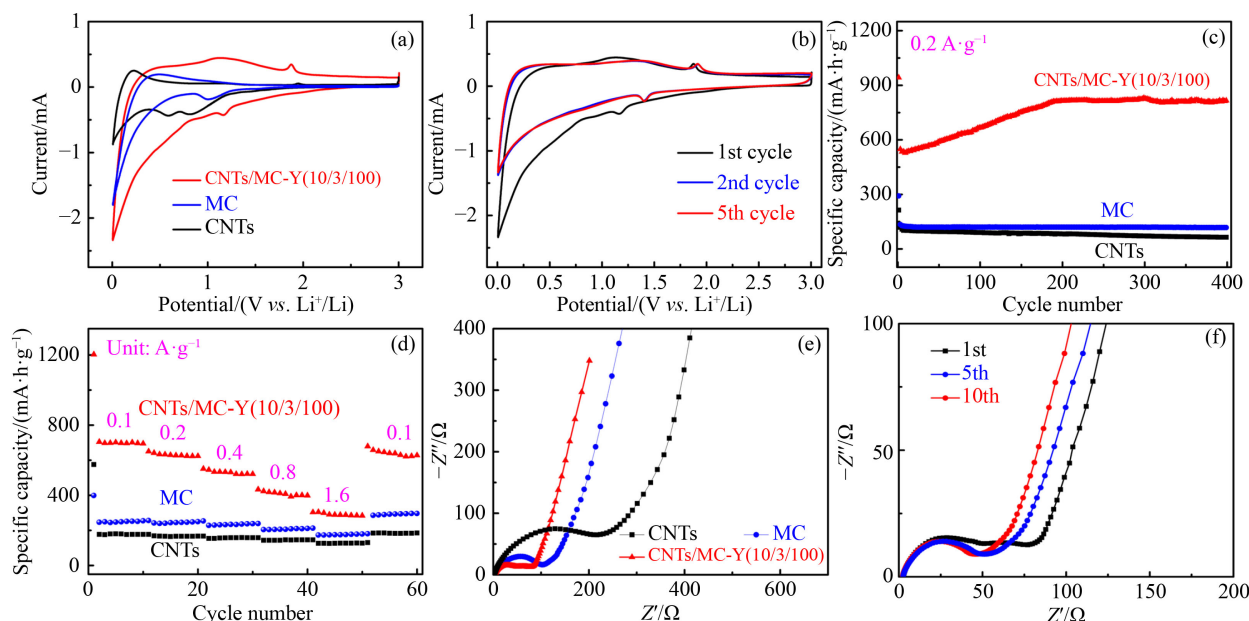 (a)
1
0
−1
−2
0
1
2
3
Current/mA
Potential/(V vs. Li⁺/Li)
CNTs/MC-Y(10/3/100)
MC
CNTs
(b)
1
0
−1
−2
0.0
0.5
1.0
1.5
2.0
2.5
3.0
Current/mA
Potential/(V vs. Li⁺/Li)
1st cycle
2nd cycle
5th cycle
(c)
0.2 A·g⁻¹
1200
900
600
300
0
0
100
200
300
400
Specific capacity/(mA·h·g⁻¹)
Cycle number
CNTs/MC-Y(10/3/100)
MC
CNTs
(d)
Unit: A·g⁻¹
1200
800
400
0
0
20
40
60
Specific capacity/(mA·h·g⁻¹)
Cycle number
CNTs/MC-Y(10/3/100)
0.1
0.2
0.4
0.8
1.6
0.1
MC
CNTs
(e)
400
300
200
100
0
0
200
400
600
−Z″/Ω
Z′/Ω
CNTs
MC
CNTs/MC-Y(10/3/100)
(f)
100
50
0
0
50
100
150
200
−Z″/Ω
Z′/Ω
1st
5th
10th